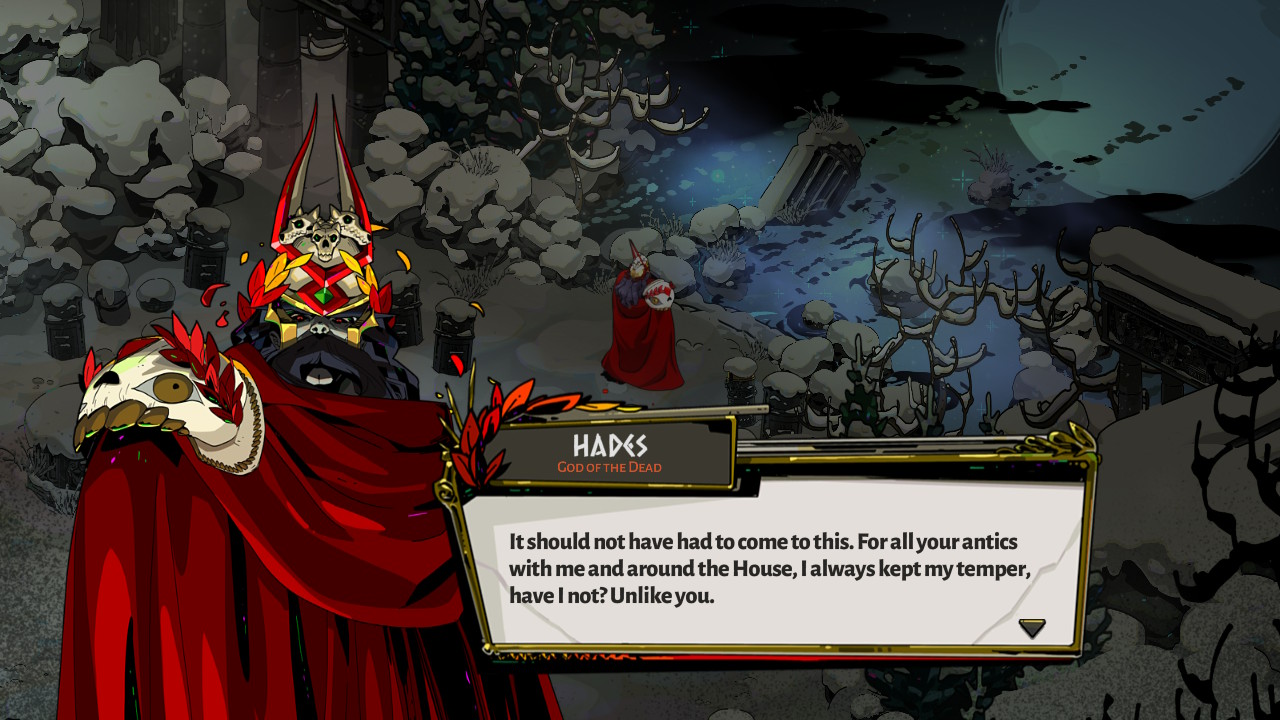 HADES
GOD OF THE DEAD
It should not have had to come to this. For all your antics
with me and around the House, I always kept my temper,
have I not? Unlike you.